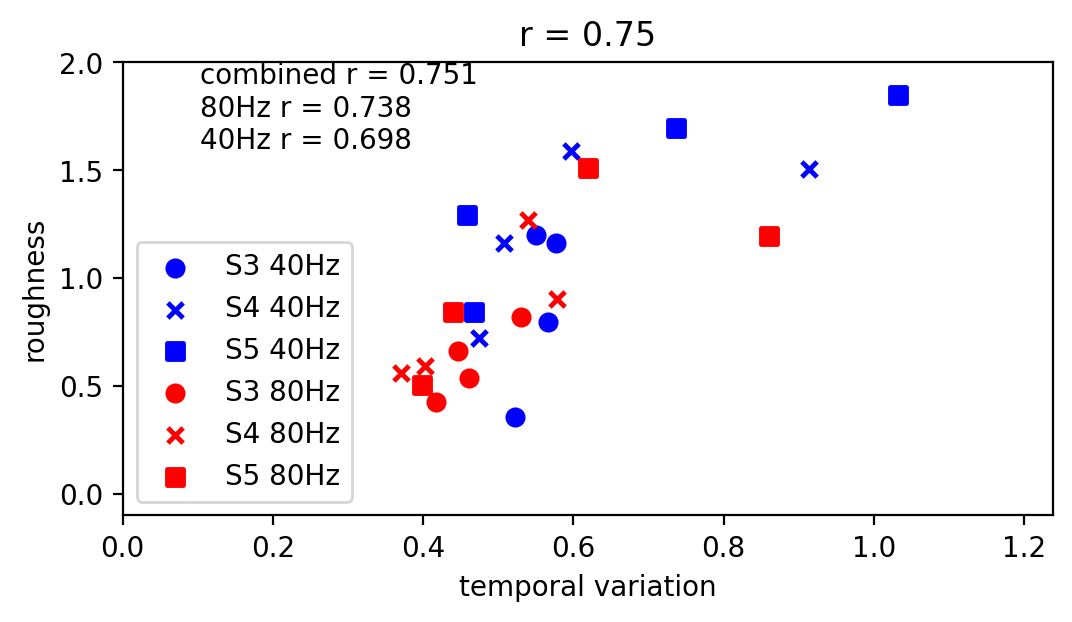 r = 0.75
combined r = 0.751
80Hz r = 0.738
40Hz r = 0.698
2.0
1.5
1.0
0.5
0.0
roughness
S3 40Hz
S4 40Hz
S5 40Hz
S3 80Hz
S4 80Hz
S5 80Hz
0.0 0.2 0.4 0.6 0.8 1.0 1.2
temporal variation